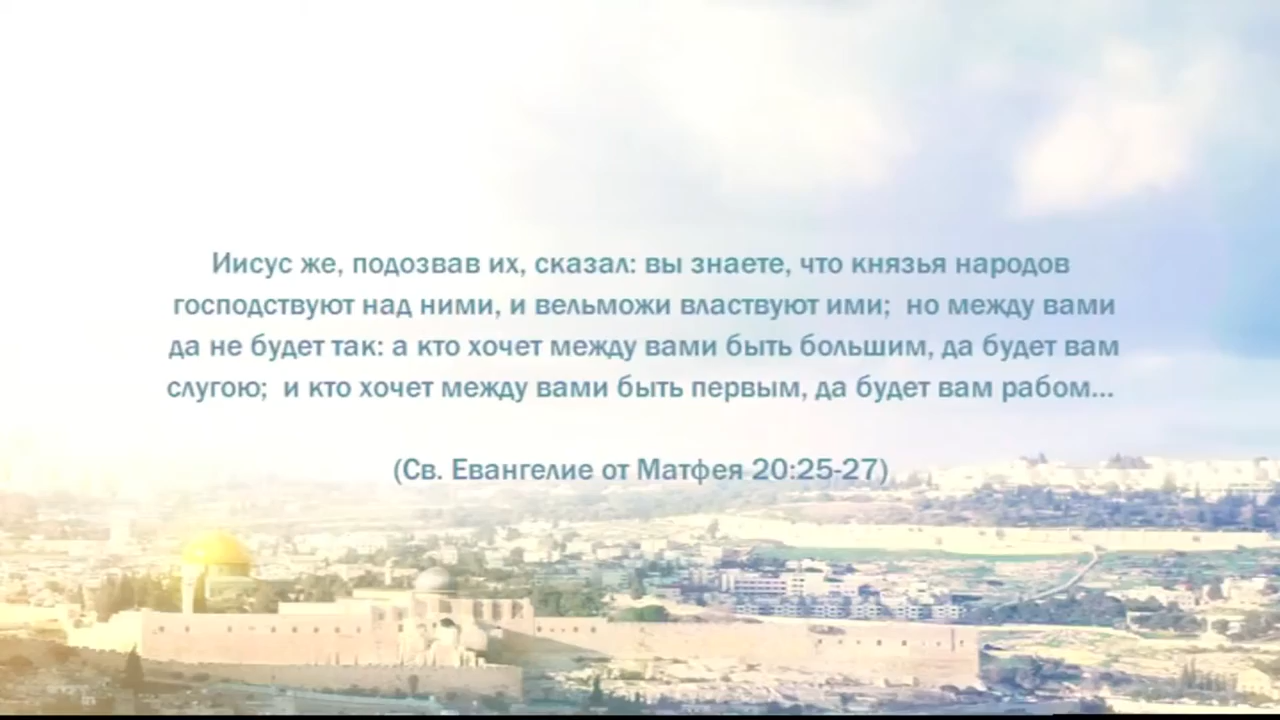 Иисус же, подозвав их, сказал: вы знаете, что князья народов
господствуют над ними, и вельможи властвуют ими;  но между вами
да не будет так: а кто хочет между вами быть большим, да будет вам
слугою;  и кто хочет между вами быть первым, да будет вам рабом...
(Св. Евангелие от Матфея 20:25-27)